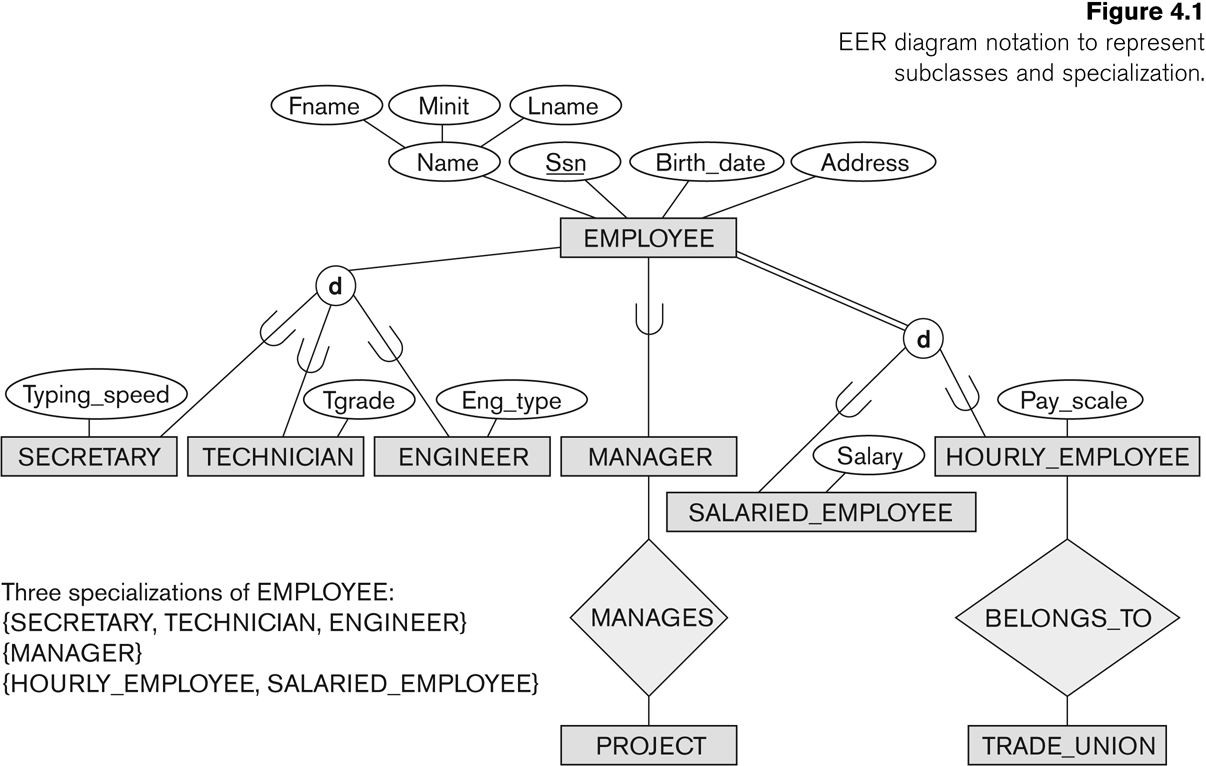 Figure 4.1
EER diagram notation to represent
subclasses and specialization.
Fname
Minit
Lname
Name
Ssn
Birth_date
Address
EMPLOYEE
d
d
Typing_speed
Tgrade
Eng_type
Pay_scale
SECRETARY
TECHNICIAN
ENGINEER
MANAGER
Salary
HOURLY_EMPLOYEE
SALARIED_EMPLOYEE
Three specializations of EMPLOYEE:
{SECRETARY, TECHNICIAN, ENGINEER}
{MANAGER}
{HOURLY_EMPLOYEE, SALARIED_EMPLOYEE}
MANAGES
BELONGS_TO
PROJECT
TRADE_UNION